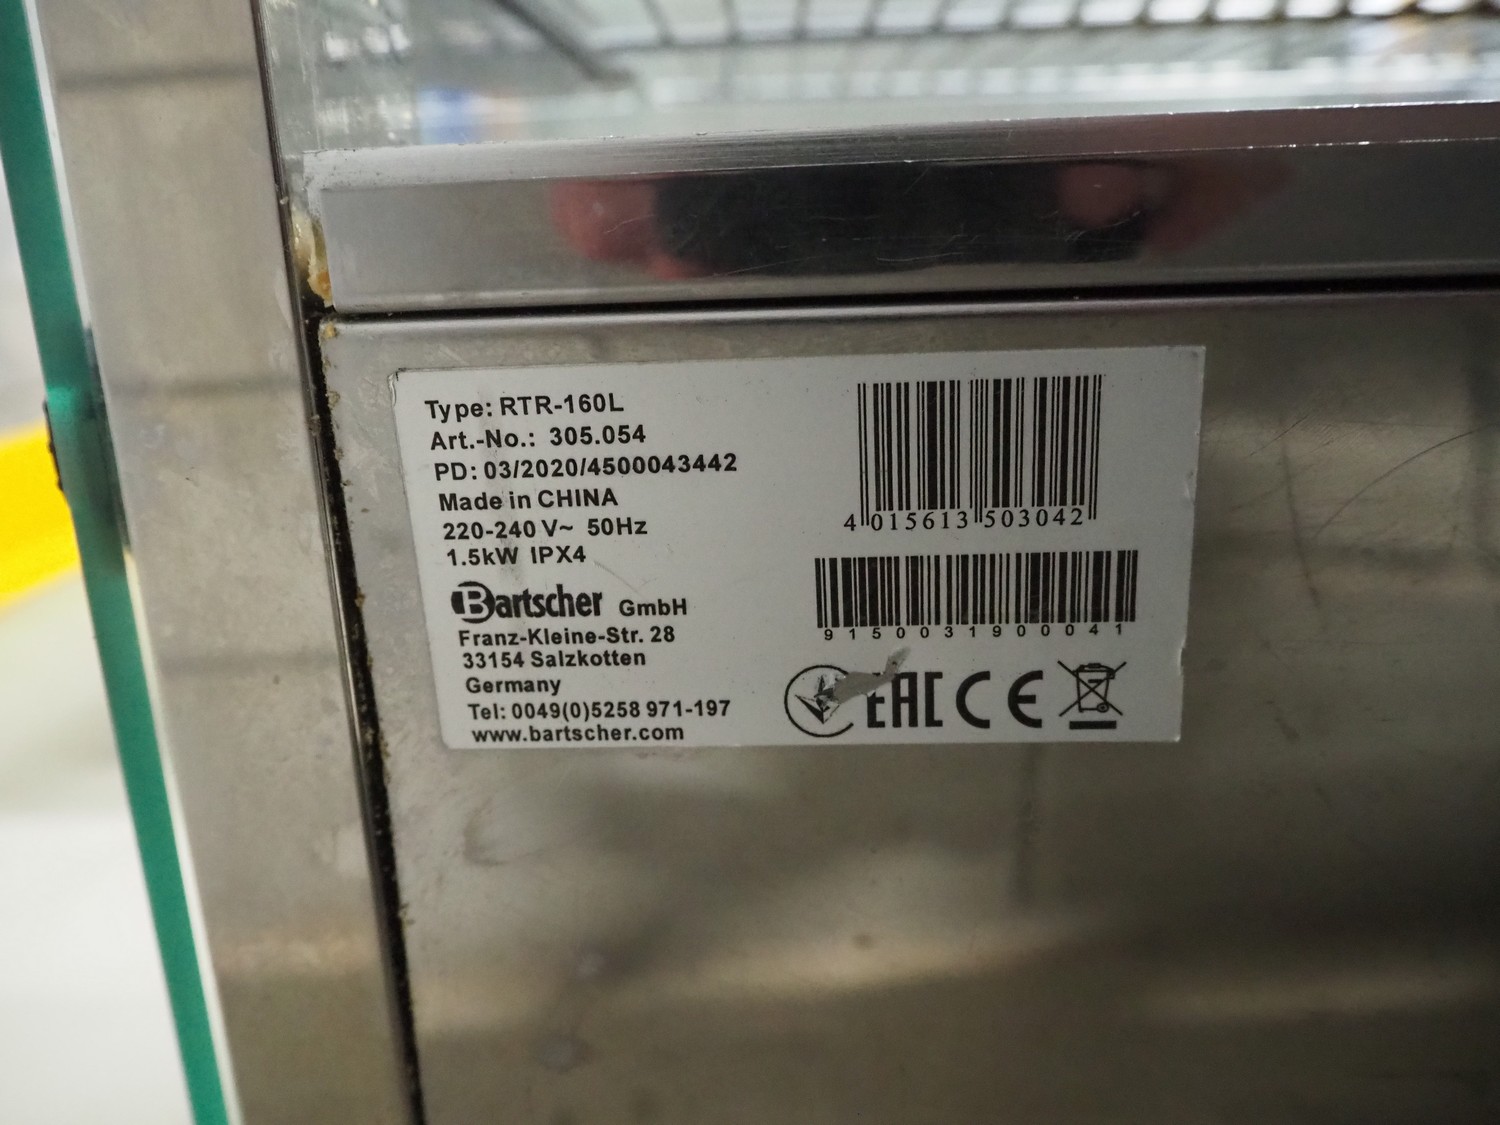 Type: RTR-160L
Art.-No.: 305.054
PD: 03/2020/4500043442
Made in CHINA
220-240 V~ 50Hz
1.5kW IPX4
Bartscher GmbH
Franz-Kleine-Str. 28
33154 Salzkotten
Germany
Tel: 0049(0)5258 971-197
www.bartscher.com
4 015613 503042
915003190041
EAC CE